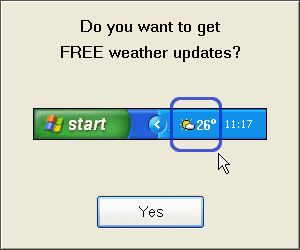 Do you want to get
FREE weather updates?
start
26° 11:17
Yes